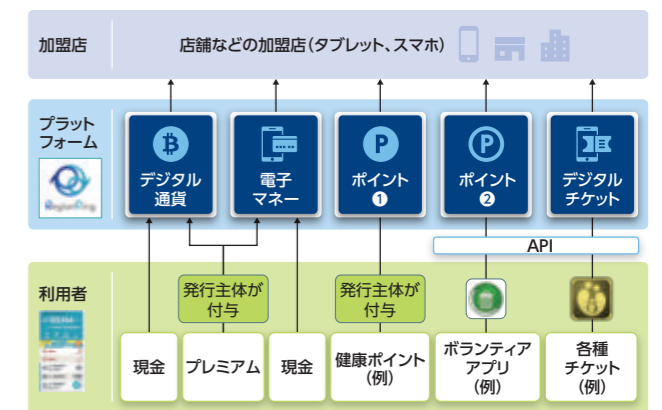 加盟店
店舗などの加盟店(タブレット、スマホ)
プラット
フォーム
RegionRing
デジタル
通貨
電子
マネー
P
ポイント
❶
P
ポイント
❷
デジタル
チケット
API
利用者
発行主体が
付与
発行主体が
付与
現金
プレミアム
現金
健康ポイント
(例)
ボランティア
アプリ
(例)
各種
チケット
(例)